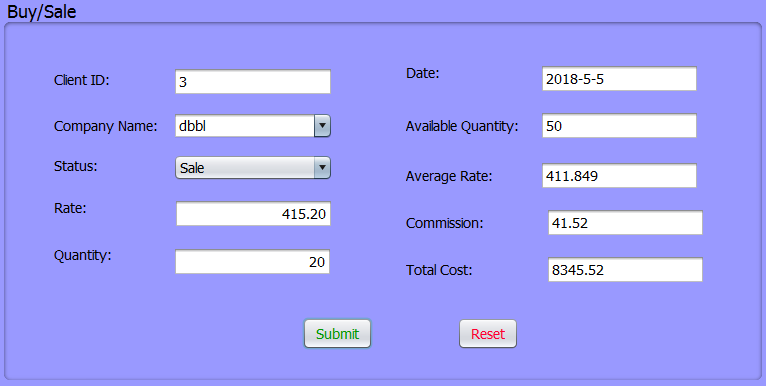 Buy/Sale
Client ID: 3
Date: 2018-5-5
Company Name: dbbl
Available Quantity: 50
Status: Sale
Average Rate: 411.849
Rate: 415.20
Commission: 41.52
Quantity: 20
Total Cost: 8345.52
Submit Reset